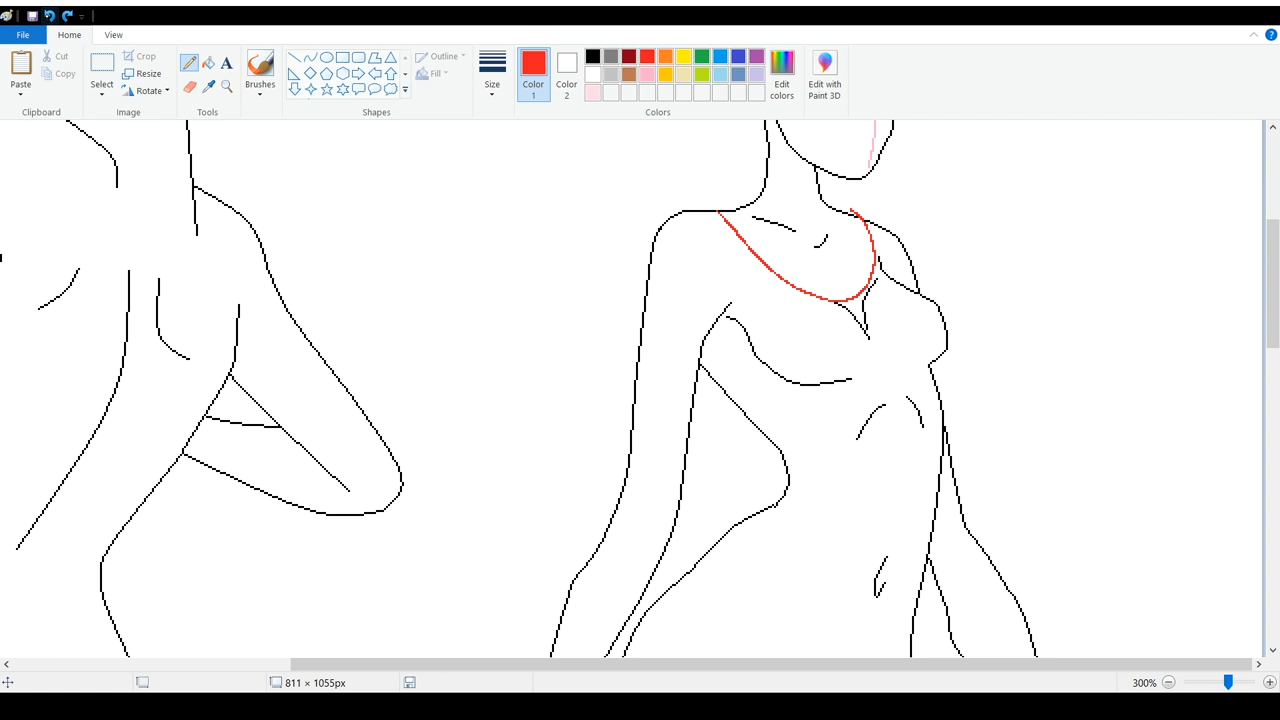 File Home View
Paste
Cut
Copy
Clipboard
Select
Crop
Resize
Rotate
Image
A
Tools
Brushes
Outline
Fill
Shapes
Size
Color
1
Color
2
Edit
colors
Colors
Edit with
Paint 3D
?
811 × 1055px
300%